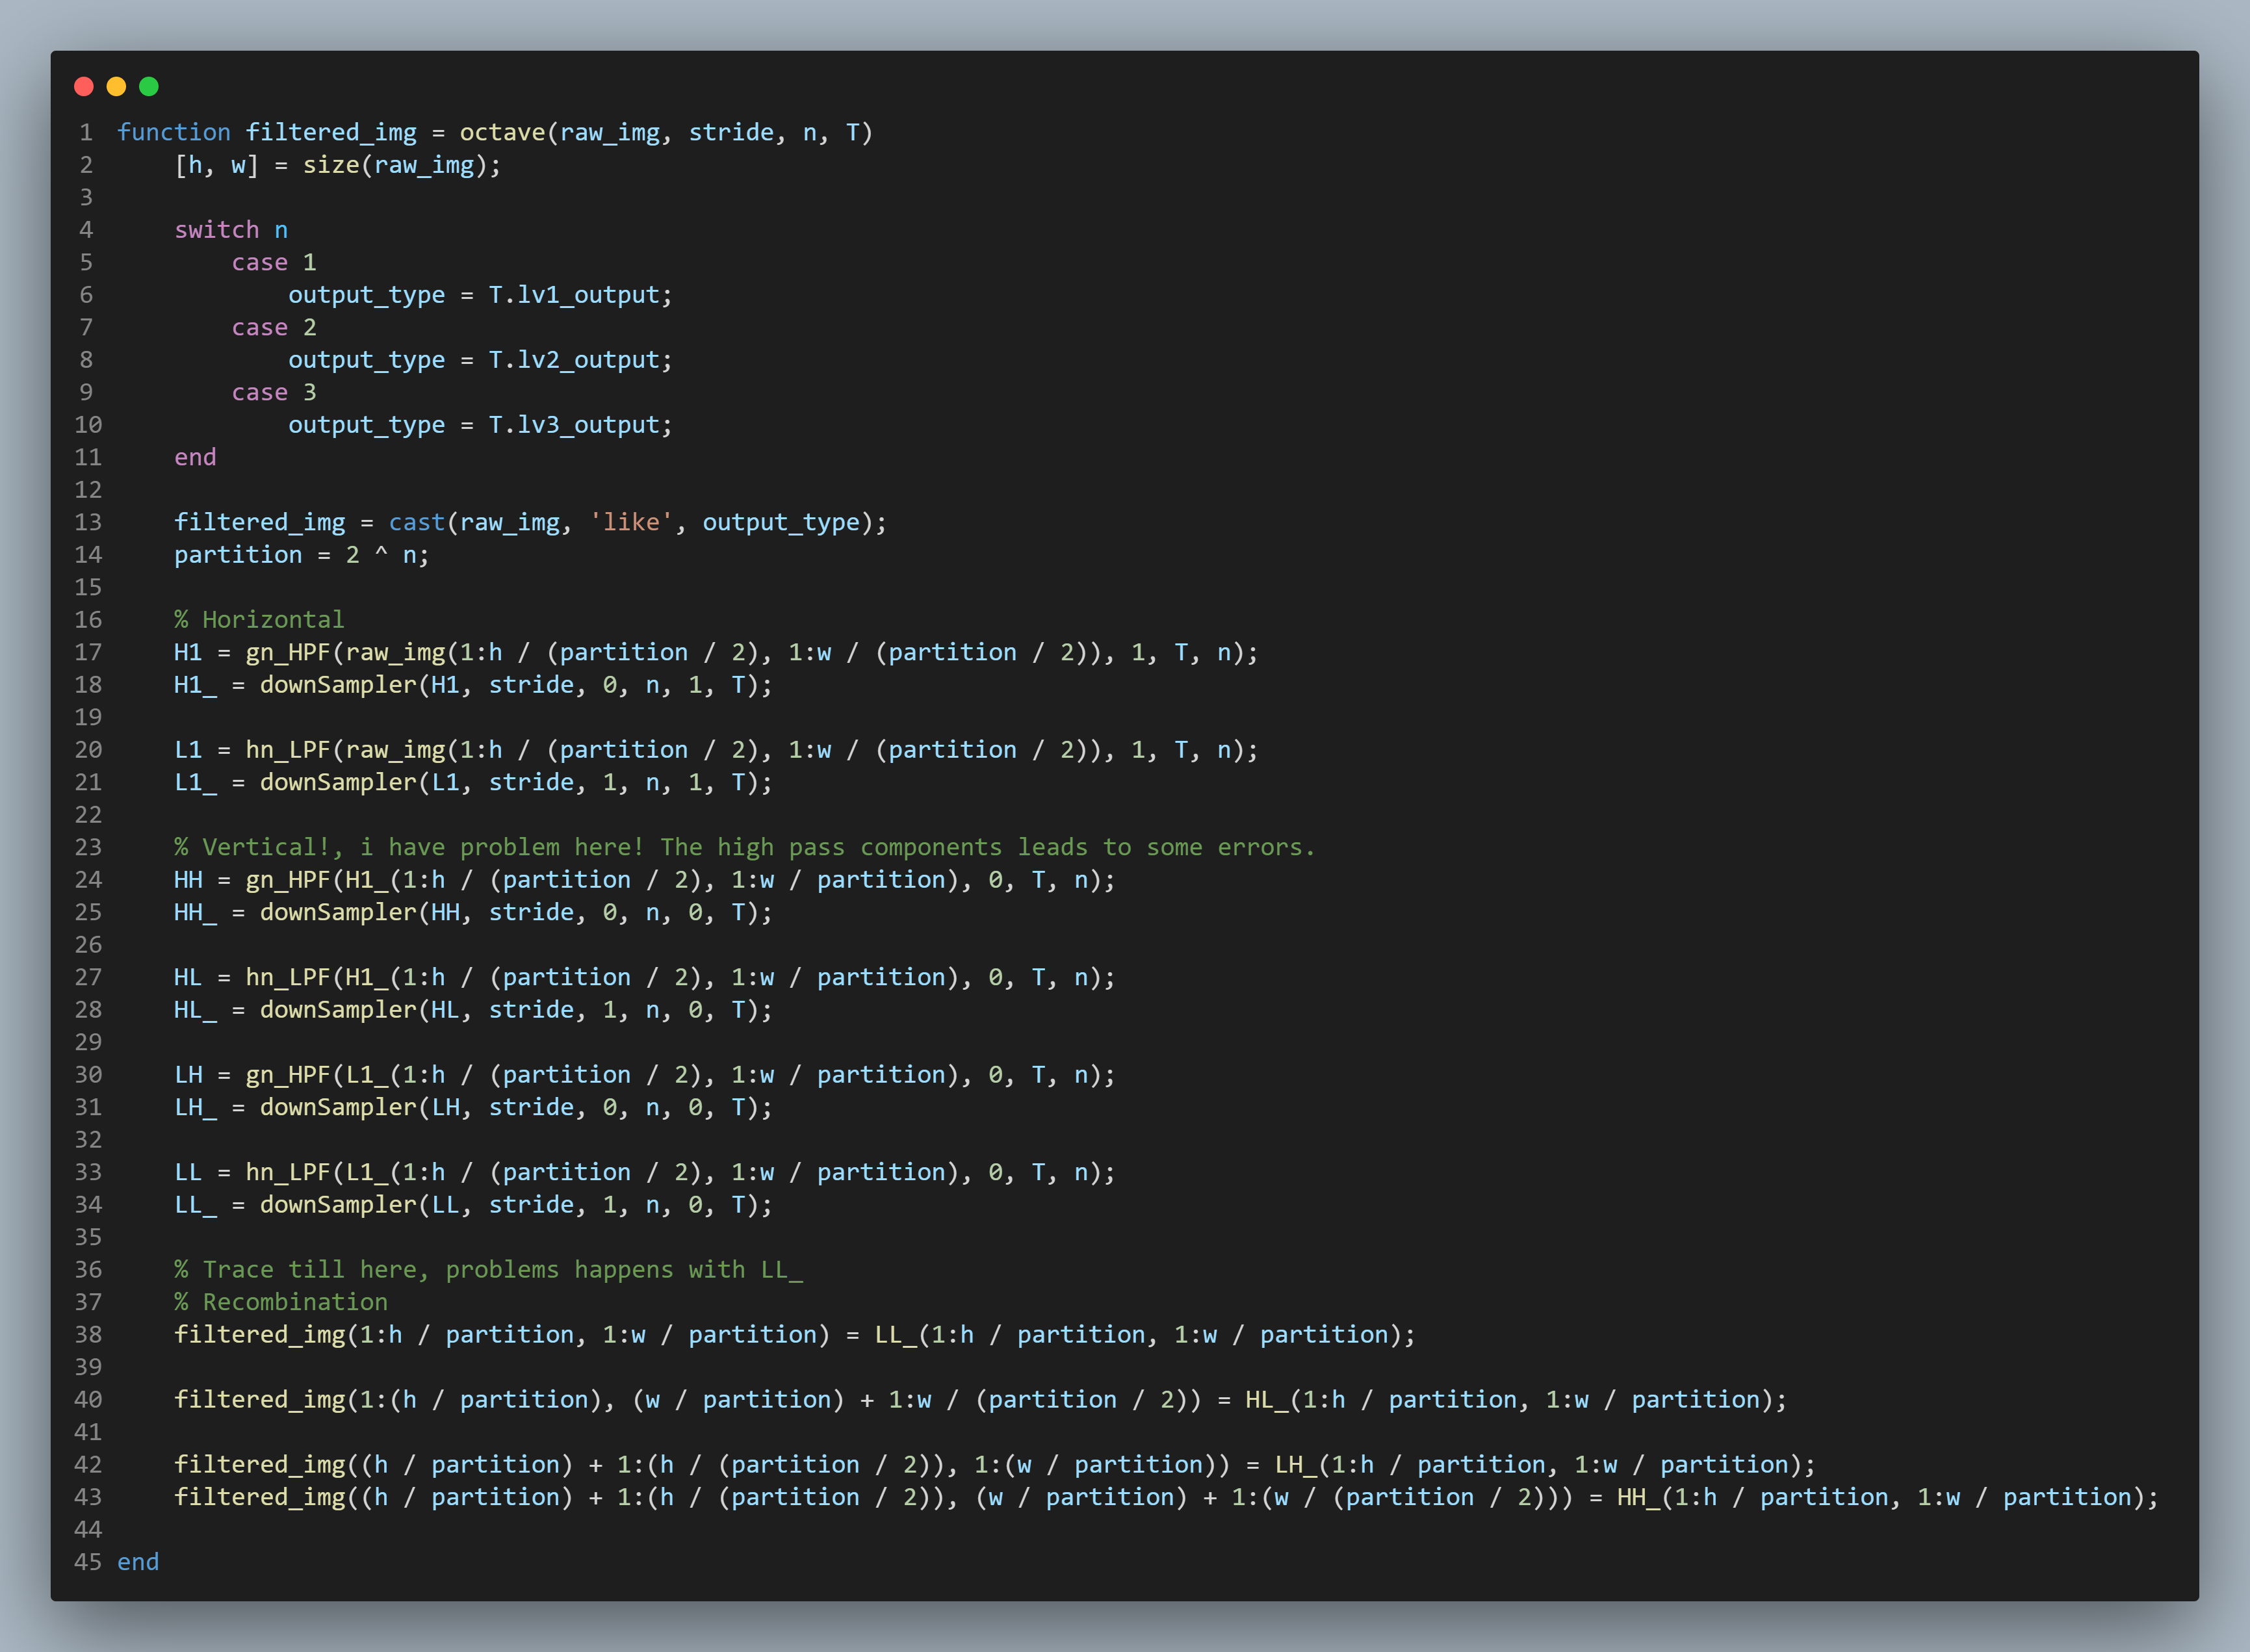 1 function filtered_img = octave(raw_img, stride, n, T)
2     [h, w] = size(raw_img);
3
4     switch n
5         case 1
6             output_type = T.lv1_output;
7         case 2
8             output_type = T.lv2_output;
9         case 3
10             output_type = T.lv3_output;
11     end
12
13     filtered_img = cast(raw_img, 'like', output_type);
14     partition = 2 ^ n;
15
16     % Horizontal
17     H1 = gn_HPF(raw_img(1:h / (partition / 2), 1:w / (partition / 2)), 1, T, n);
18     H1_ = downSampler(H1, stride, 0, n, 1, T);
19
20     L1 = hn_LPF(raw_img(1:h / (partition / 2), 1:w / (partition / 2)), 1, T, n);
21     L1_ = downSampler(L1, stride, 1, n, 1, T);
22
23     % Vertical!, i have problem here! The high pass components leads to some errors.
24     HH = gn_HPF(H1_(1:h / (partition / 2), 1:w / partition), 0, T, n);
25     HH_ = downSampler(HH, stride, 0, n, 0, T);
26
27     HL = hn_LPF(H1_(1:h / (partition / 2), 1:w / partition), 0, T, n);
28     HL_ = downSampler(HL, stride, 1, n, 0, T);
29
30     LH = gn_HPF(L1_(1:h / (partition / 2), 1:w / partition), 0, T, n);
31     LH_ = downSampler(LH, stride, 0, n, 0, T);
32
33     LL = hn_LPF(L1_(1:h / (partition / 2), 1:w / partition), 0, T, n);
34     LL_ = downSampler(LL, stride, 1, n, 0, T);
35
36     % Trace till here, problems happens with LL_
37     % Recombination
38     filtered_img(1:h / partition, 1:w / partition) = LL_(1:h / partition, 1:w / partition);
39
40     filtered_img(1:(h / partition), (w / partition) + 1:w / (partition / 2)) = HL_(1:h / partition, 1:w / partition);
41
42     filtered_img((h / partition) + 1:(h / (partition / 2)), 1:(w / partition)) = LH_(1:h / partition, 1:w / partition);
43     filtered_img((h / partition) + 1:(h / (partition / 2)), (w / partition) + 1:(w / (partition / 2))) = HH_(1:h / partition, 1:w / partition);
44
45 end